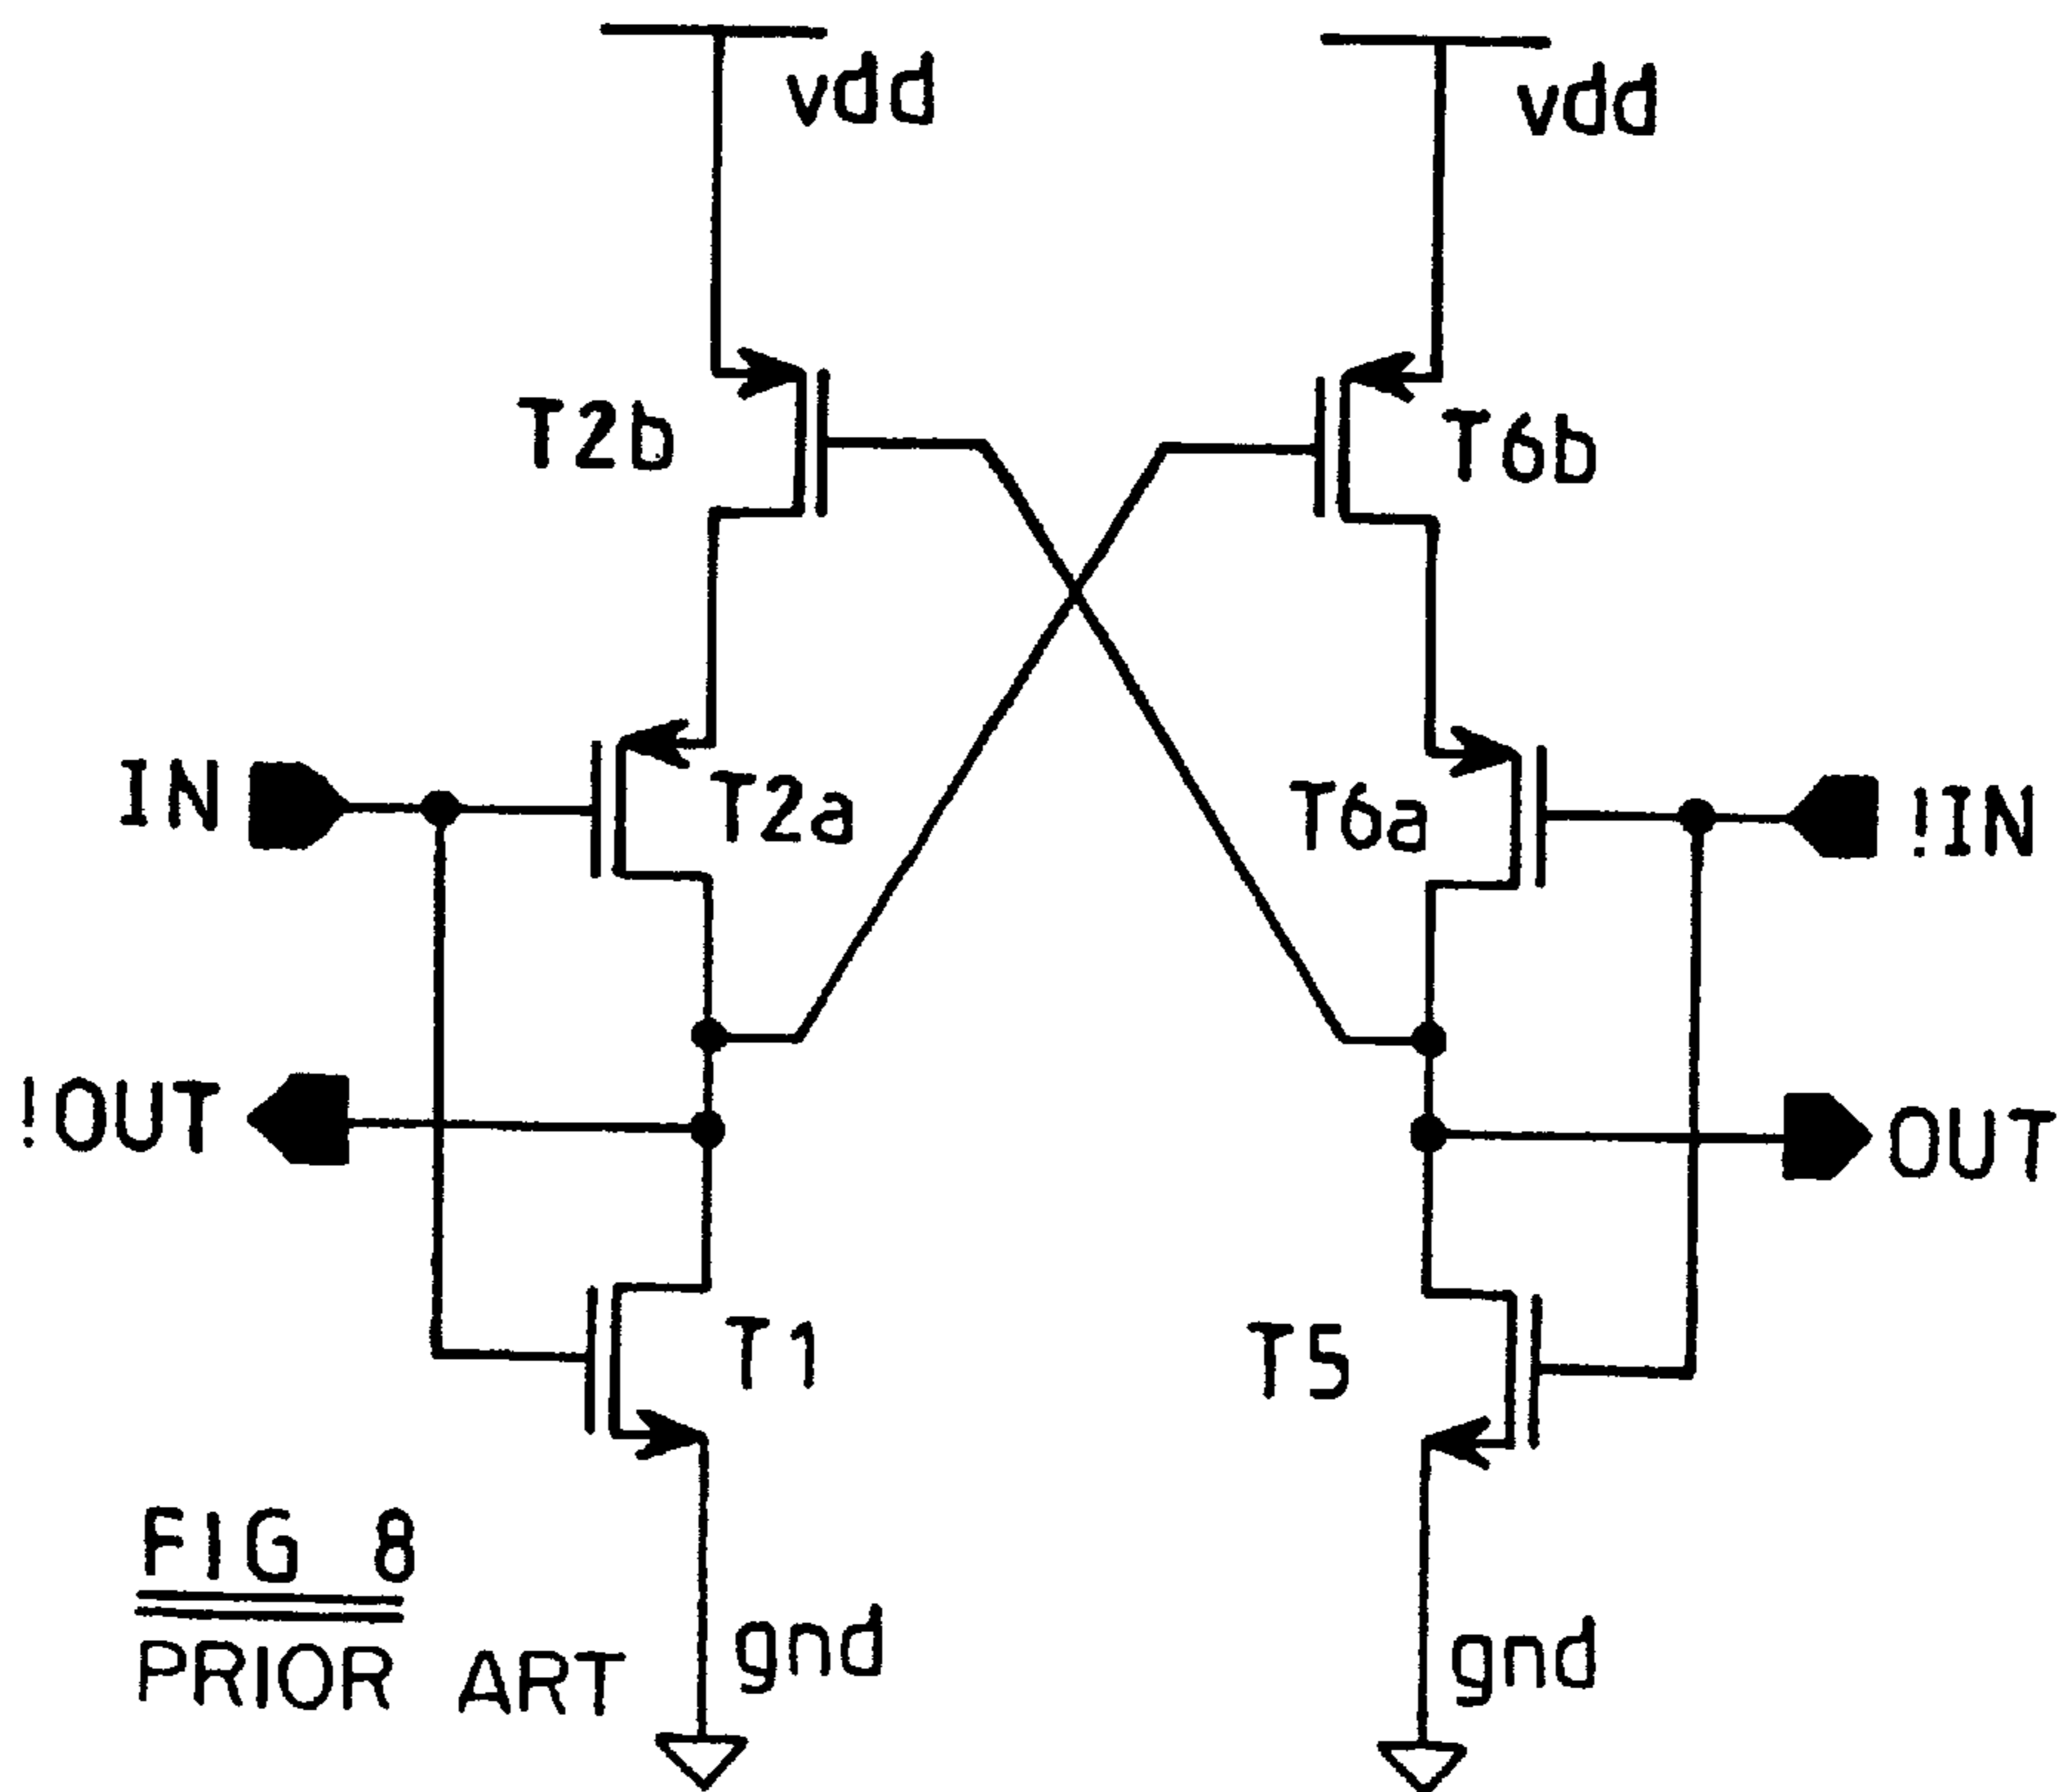 vdd
vdd
T2b
T6b
IN
T2a
T6a
!IN
!OUT
OUT
T1
T5
FIG 8
PRIOR ART
gnd
gnd